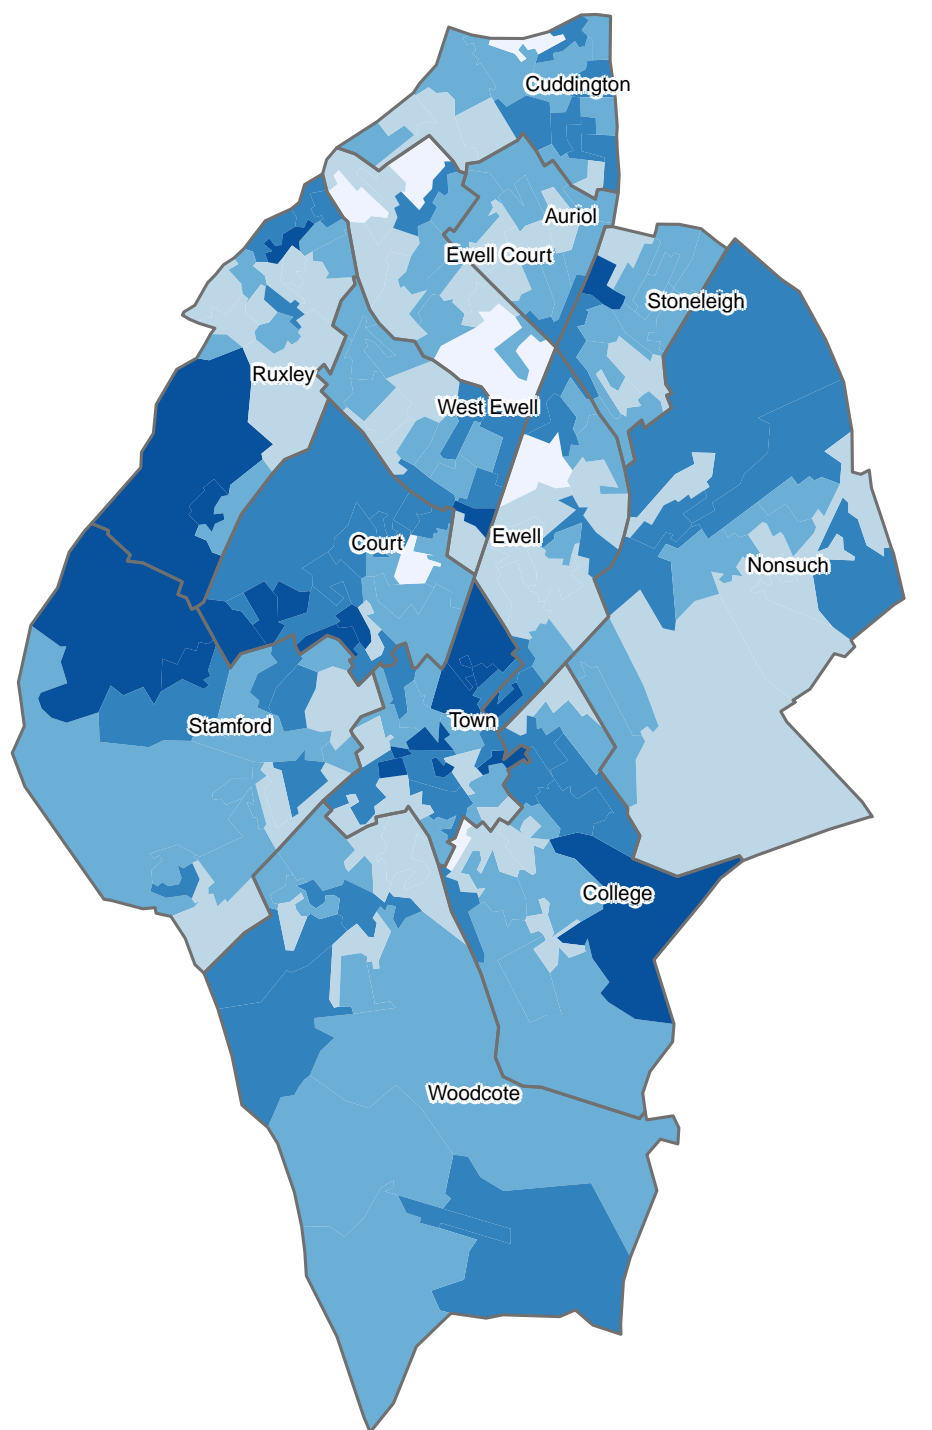 Cuddington
Auriol
Ewell Court
Stoneleigh
Ruxley
West Ewell
Ewell
Court
Nonsuch
Town
Stamford
College
Woodcote